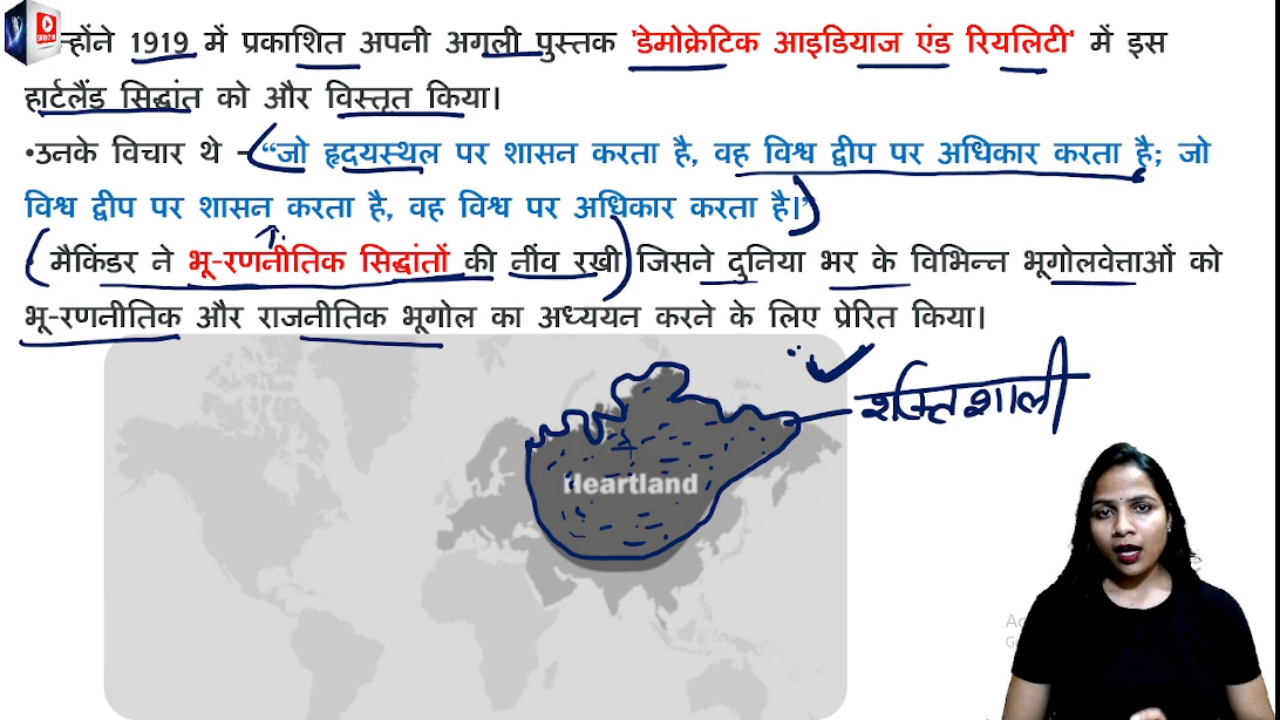 न्होंने 1919 में प्रकाशित अपनी अगली पुस्तक 'डेमोक्रेटिक आइडियाज एंड रियलिटी' में इस
हार्टलैंड सिद्धांत को और विस्तृत किया।
•उनके विचार थे - “जो हृदयस्थल पर शासन करता है, वह विश्व द्वीप पर अधिकार करता है; जो
विश्व द्वीप पर शासन करता है, वह विश्व पर अधिकार करता है।”
मैकिंडर ने भू-रणनीतिक सिद्धांतों की नींव रखी जिसने दुनिया भर के विभिन्न भूगोलवेत्ताओं को
भू-रणनीतिक और राजनीतिक भूगोल का अध्ययन करने के लिए प्रेरित किया।
शक्तिशाली
Heartland